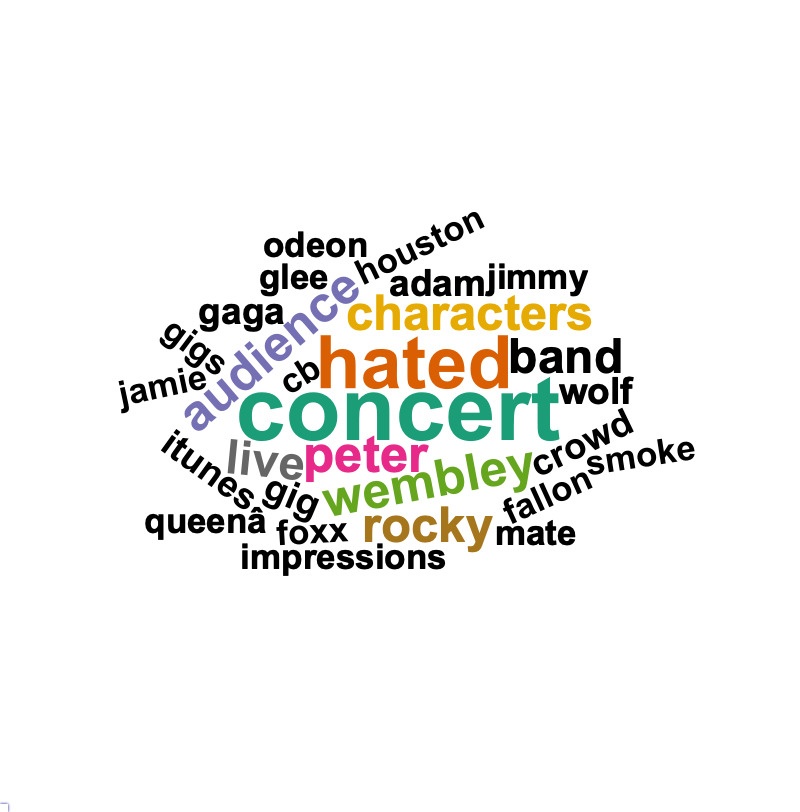 odeon
houston
glee
adam
jimmy
gaga
audience
characters
gigs
hated
band
jamie
cb
concert
wolf
itunes
live
peter
crowd
smoke
gig
wembley
fallon
queenâ
foxx
rocky
mate
impressions